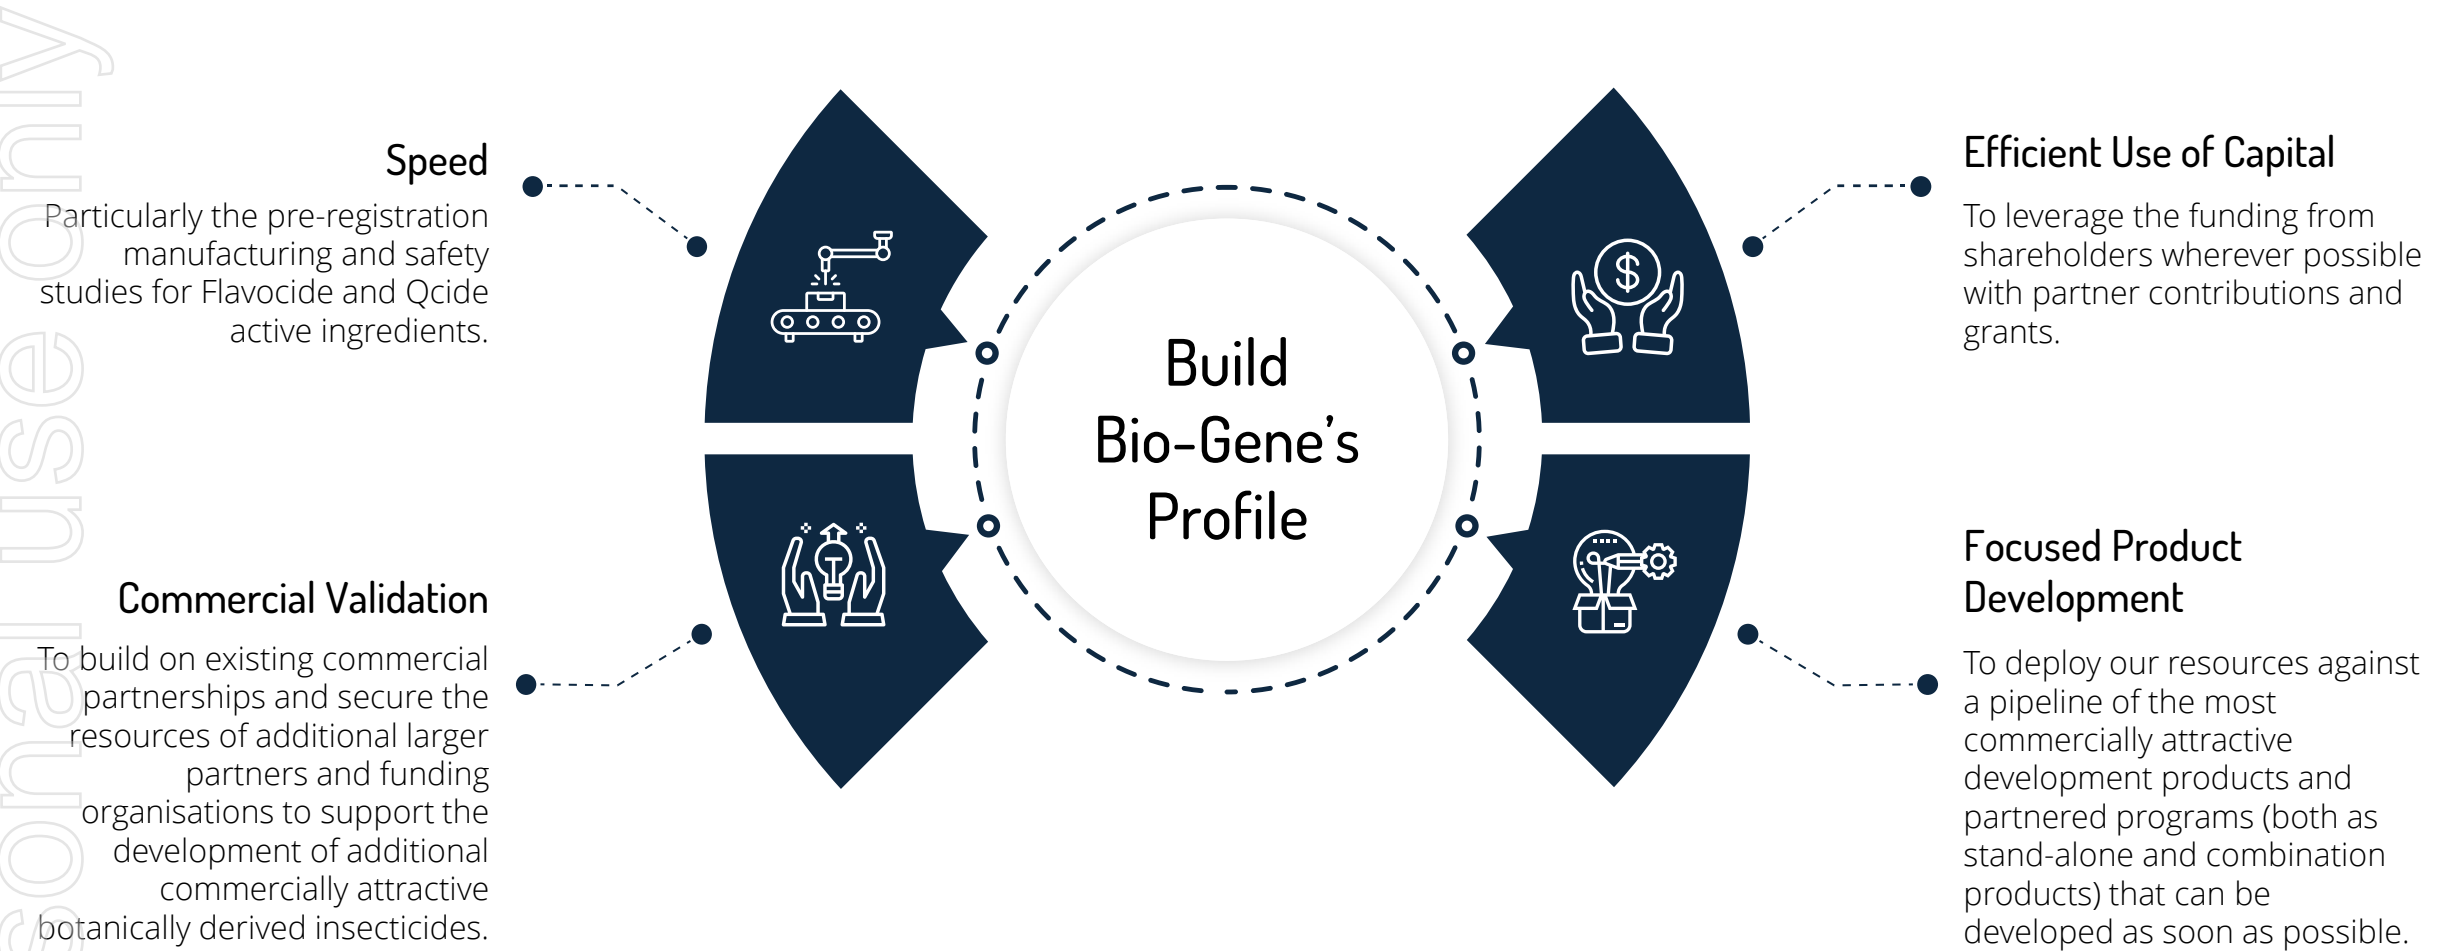 Speed
Particularly the pre-registration
manufacturing and safety
studies for Flavocide and Qcide
active ingredients.
Commercial Validation
To build on existing commercial
partnerships and secure the
resources of additional larger
partners and funding
organisations to support the
development of additional
commercially attractive
botanically derived insecticides.
Build
Bio-Gene’s
Profile
Efficient Use of Capital
To leverage the funding from
shareholders wherever possible
with partner contributions and
grants.
Focused Product
Development
To deploy our resources against
a pipeline of the most
commercially attractive
development products and
partnered programs (both as
stand-alone and combination
products) that can be
developed as soon as possible.
sonal use only